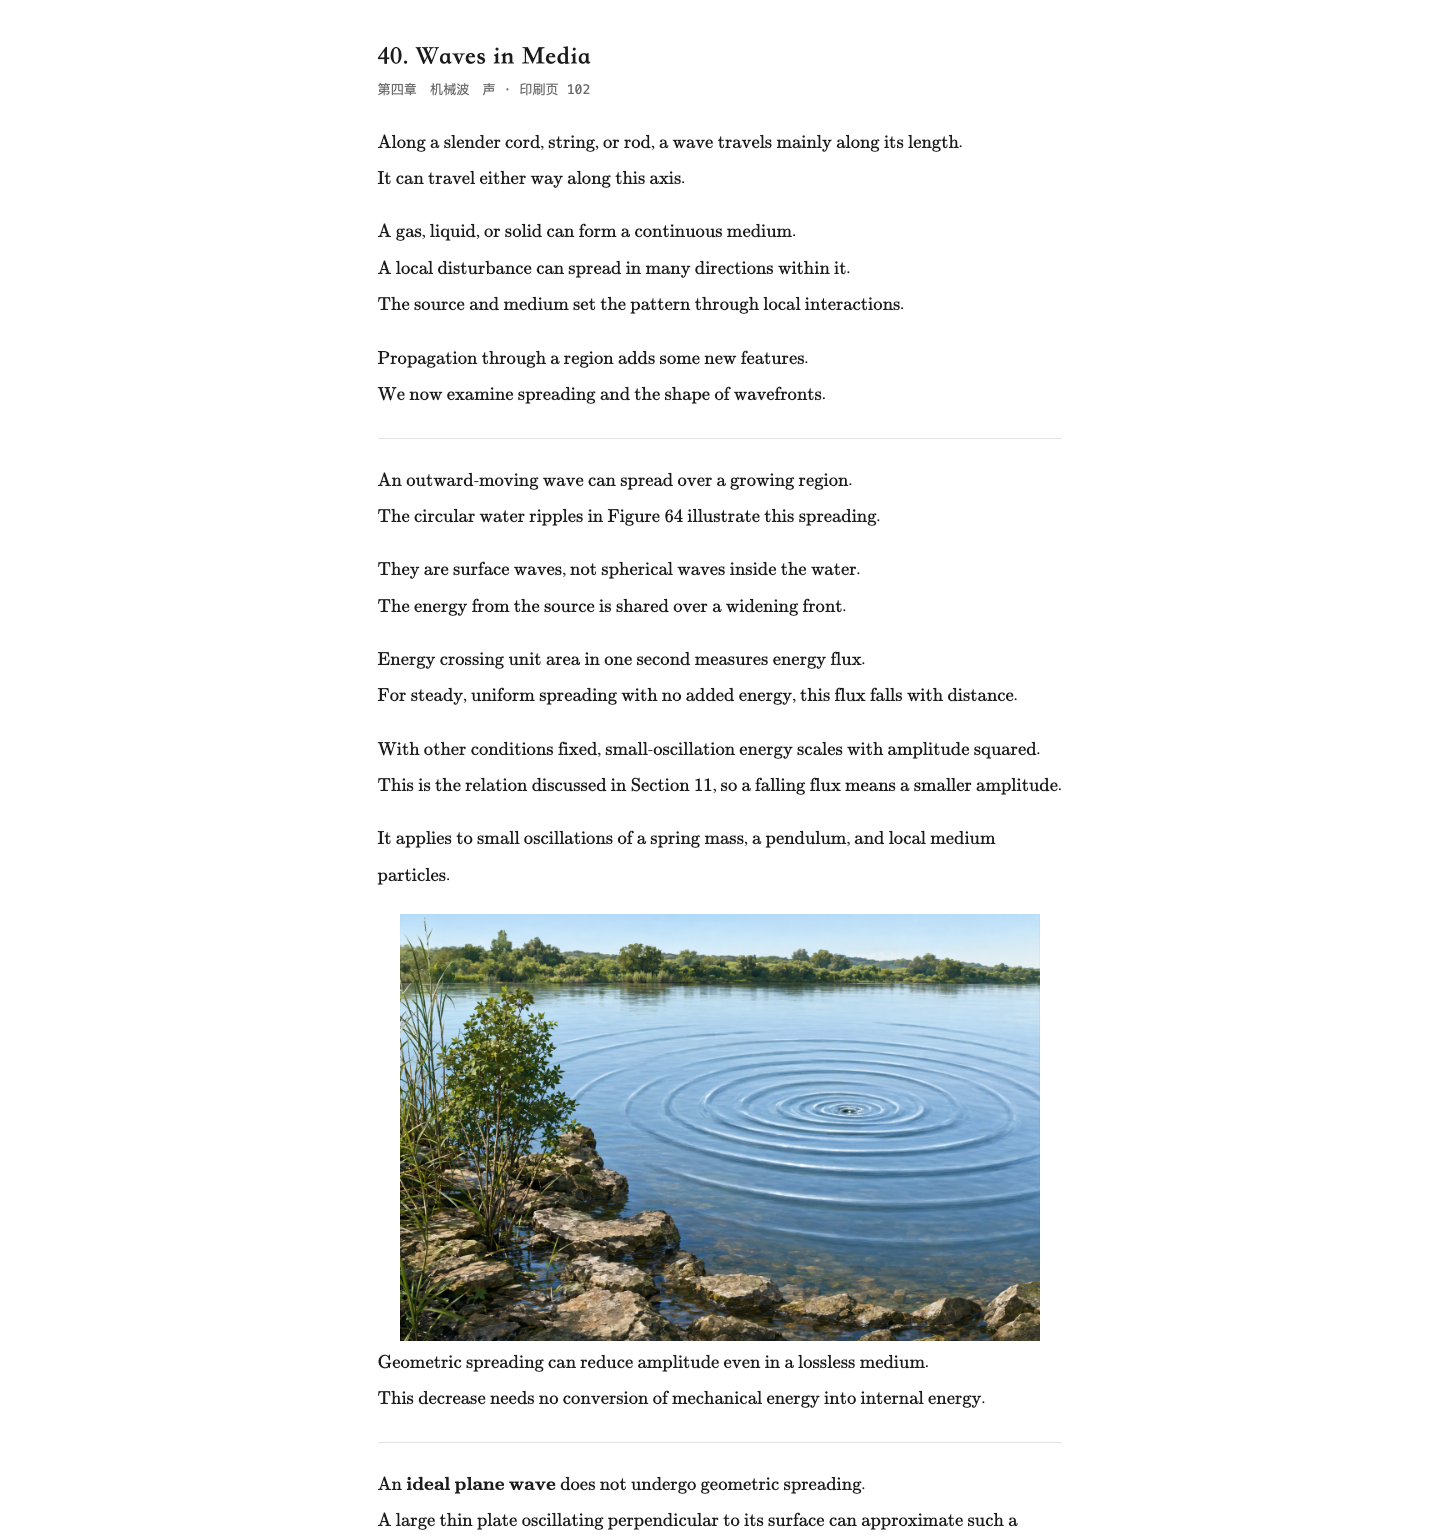 40. Waves in Media
第四章 机械波 声 · 印刷页 102
Along a slender cord, string, or rod, a wave travels mainly along its length.
It can travel either way along this axis.
A gas, liquid, or solid can form a continuous medium.
A local disturbance can spread in many directions within it.
The source and medium set the pattern through local interactions.
Propagation through a region adds some new features.
We now examine spreading and the shape of wavefronts.
An outward-moving wave can spread over a growing region.
The circular water ripples in Figure 64 illustrate this spreading.
They are surface waves, not spherical waves inside the water.
The energy from the source is shared over a widening front.
Energy crossing unit area in one second measures energy flux.
For steady, uniform spreading with no added energy, this flux falls with distance.
With other conditions fixed, small-oscillation energy scales with amplitude squared.
This is the relation discussed in Section 11, so a falling flux means a smaller amplitude.
It applies to small oscillations of a spring mass, a pendulum, and local medium
particles.
Geometric spreading can reduce amplitude even in a lossless medium.
This decrease needs no conversion of mechanical energy into internal energy.
An ideal plane wave does not undergo geometric spreading.
A large thin plate oscillating perpendicular to its surface can approximate such a